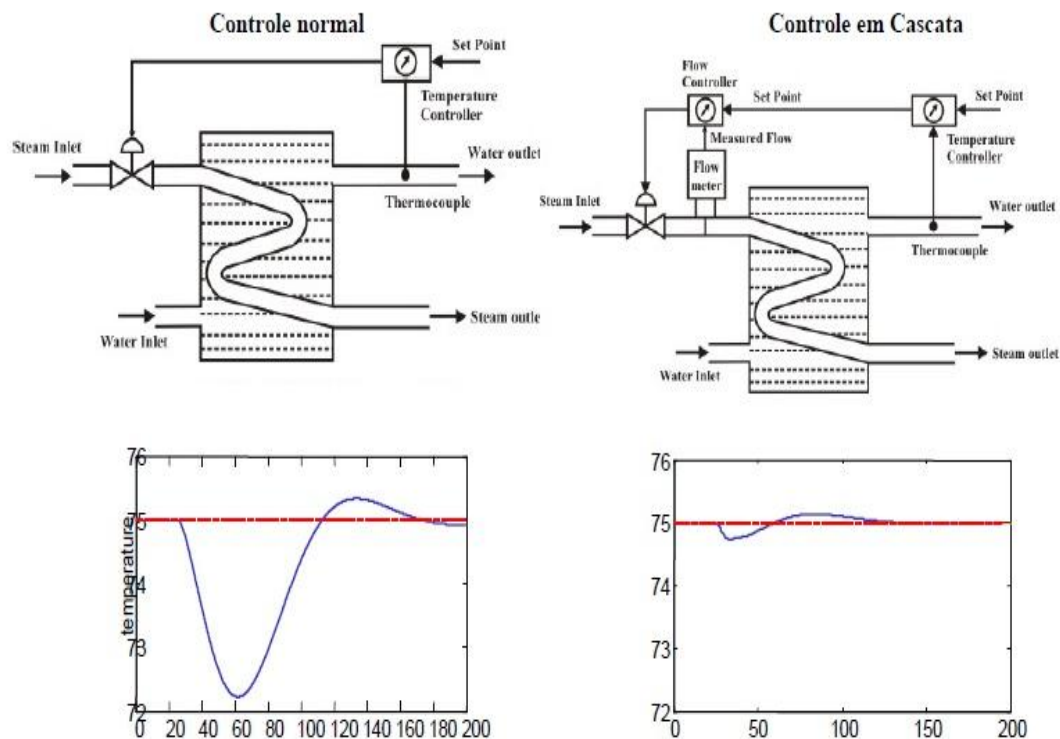 Controle normal
Set Point
Temperature
Controller
Steam Inlet
Water outlet
Thermocouple
Steam outle
Water Inlet
Controle em Cascata
Flow
Controller
Set Point
Set Point
Measured Flow
Temperature
Controller
Flow
meter
Steam Inlet
Water outlet
Thermocouple
Steam outlet
Water Inlet
76
75
74
73
72
temperature
0 20 40 60 80 100 120 140 160 180 200
76
75
74
73
72
0 50 100 150 200